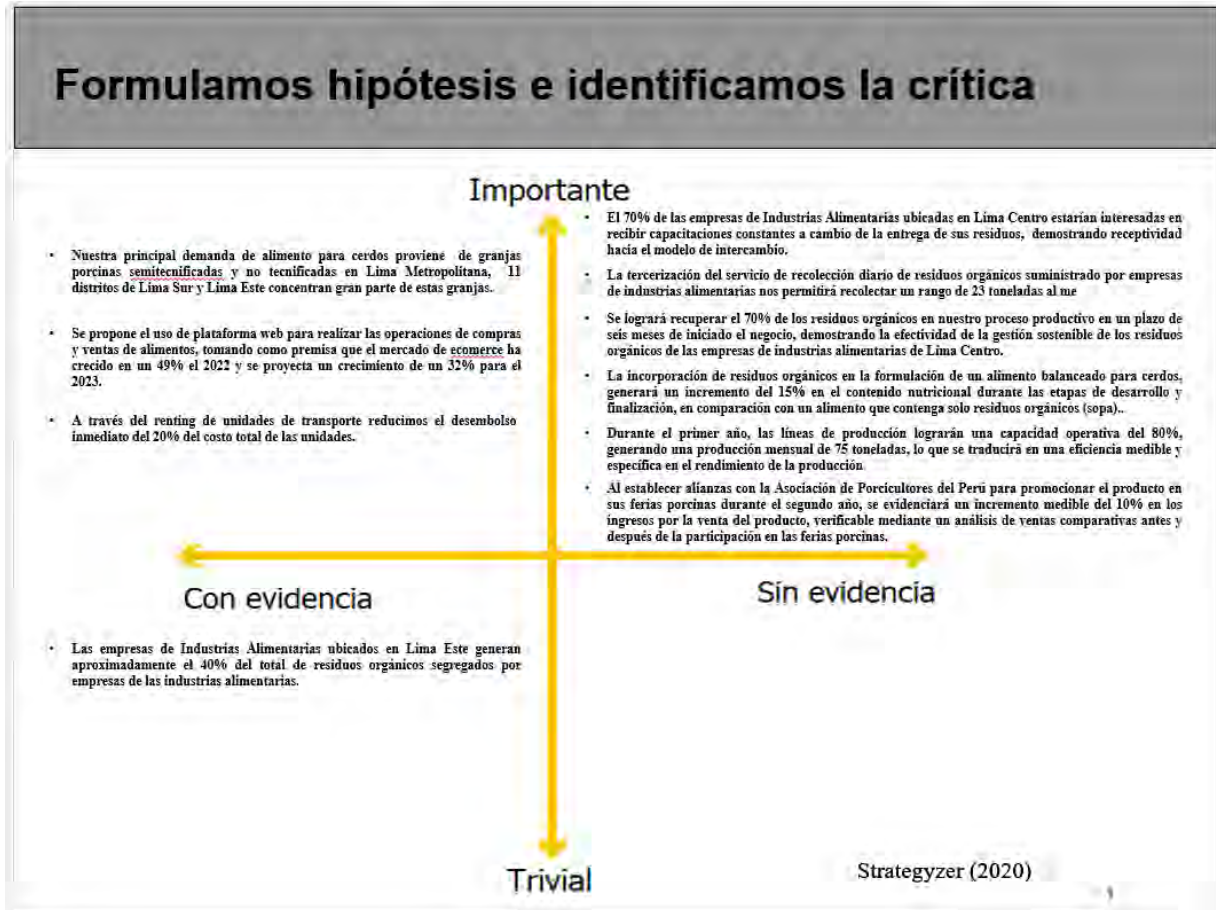 Formulamos hipótesis e identificamos la crítica
Importante
• Nuestra principal demanda de alimento para cerdos proviene de granjas
porcinas semitecnificadas y no tecnificadas en Lima Metropolitana, 11
distritos de Lima Sur y Lima Este concentran gran parte de estas granjas.
• Se propone el uso de plataforma web para realizar las operaciones de compras
y ventas de alimentos, tomando como premisa que el mercado de ecomerce ha
crecido en un 49% el 2022 y se proyecta un crecimiento de un 32% para el
2023.
• A través del renting de unidades de transporte reducimos el desembolso
inmediato del 20% del costo total de las unidades.
• El 70% de las empresas de Industrias Alimentarias ubicadas en Lima Centro estarían interesadas en
recibir capacitaciones constantes a cambio de la entrega de sus residuos, demostrando receptividad
hacia el modelo de intercambio.
• La tercerización del servicio de recolección diario de residuos orgánicos suministrado por empresas
de industrias alimentarias nos permitirá recolectar un rango de 23 toneladas al me
• Se logrará recuperar el 70% de los residuos orgánicos en nuestro proceso productivo en un plazo de
seis meses de iniciado el negocio, demostrando la efectividad de la gestión sostenible de los residuos
orgánicos de las empresas de industrias alimentarias de Lima Centro.
• La incorporación de residuos orgánicos en la formulación de un alimento balanceado para cerdos,
generará un incremento del 15% en el contenido nutricional durante las etapas de desarrollo y
finalización, en comparación con un alimento que contenga sólo residuos orgánicos (sopa)..
• Durante el primer año, las líneas de producción lograrán una capacidad operativa del 80%,
generando una producción mensual de 75 toneladas, lo que se traducirá en una eficiencia medible y
específica en el rendimiento de la producción
• Al establecer alianzas con la Asociación de Porcicultores del Perú para promocionar el producto en
sus ferias porcinas durante el segundo año, se evidenciará un incremento medible del 10% en los
ingresos por la venta del producto, verificable mediante un análisis de ventas comparativas antes y
después de la participación en las ferias porcinas.
Con evidencia
Sin evidencia
• Las empresas de Industrias Alimentarias ubicados en Lima Este generan
aproximadamente el 40% del total de residuos orgánicos segregados por
empresas de las industrias alimentarias.
Trivial
Strategyzer (2020)